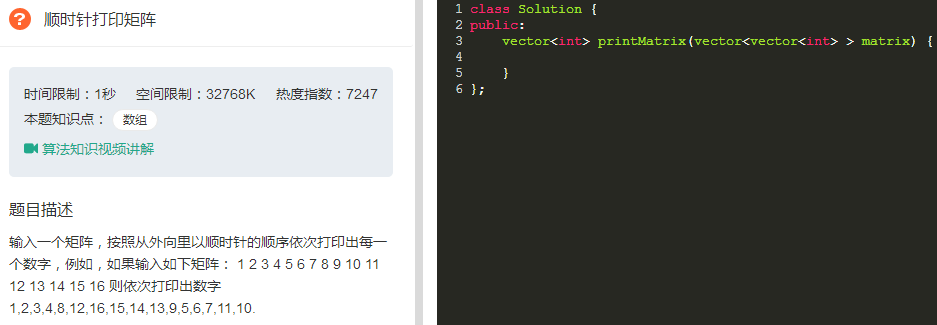 顺时针打印矩阵
时间限制：1秒 空间限制：32768K 热度指数：7247
本题知识点： 数组
算法知识视频讲解
题目描述
输入一个矩阵，按照从外向里以顺时针的顺序依次打印出每一
个数字，例如，如果输入如下矩阵： 1 2 3 4 5 6 7 8 9 10 11
12 13 14 15 16 则依次打印出数字
1,2,3,4,8,12,16,15,14,13,9,5,6,7,11,10.
1 class Solution {
2 public:
3     vector<int> printMatrix(vector<vector<int> > matrix) {
4
5     }
6 };